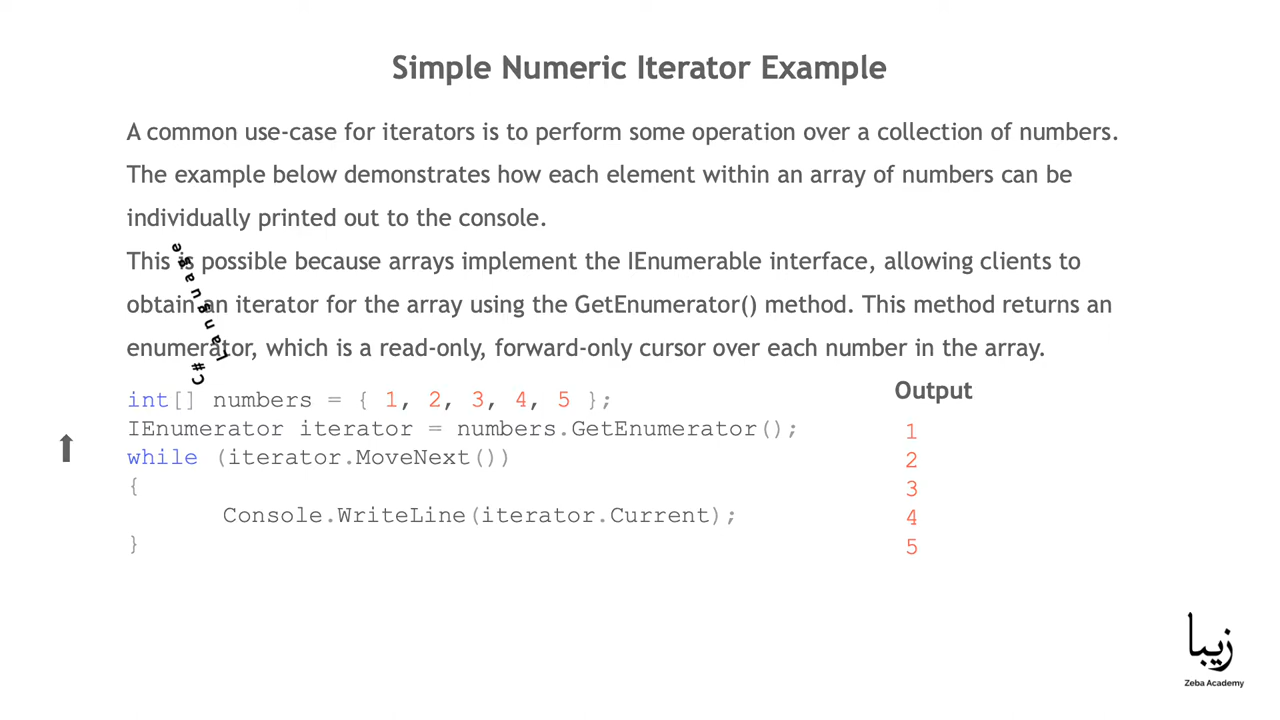 Simple Numeric Iterator Example
A common use-case for iterators is to perform some operation over a collection of numbers.
The example below demonstrates how each element within an array of numbers can be
individually printed out to the console.
This is possible because arrays implement the IEnumerable interface, allowing clients to
obtain an iterator for the array using the GetEnumerator() method. This method returns an
enumerator, which is a read-only, forward-only cursor over each number in the array.
C# Language
int[] numbers = { 1, 2, 3, 4, 5 };
IEnumerator iterator = numbers.GetEnumerator();
while (iterator.MoveNext())
{
Console.WriteLine(iterator.Current);
}
Output
1
2
3
4
5
زيبا
Zeba Academy